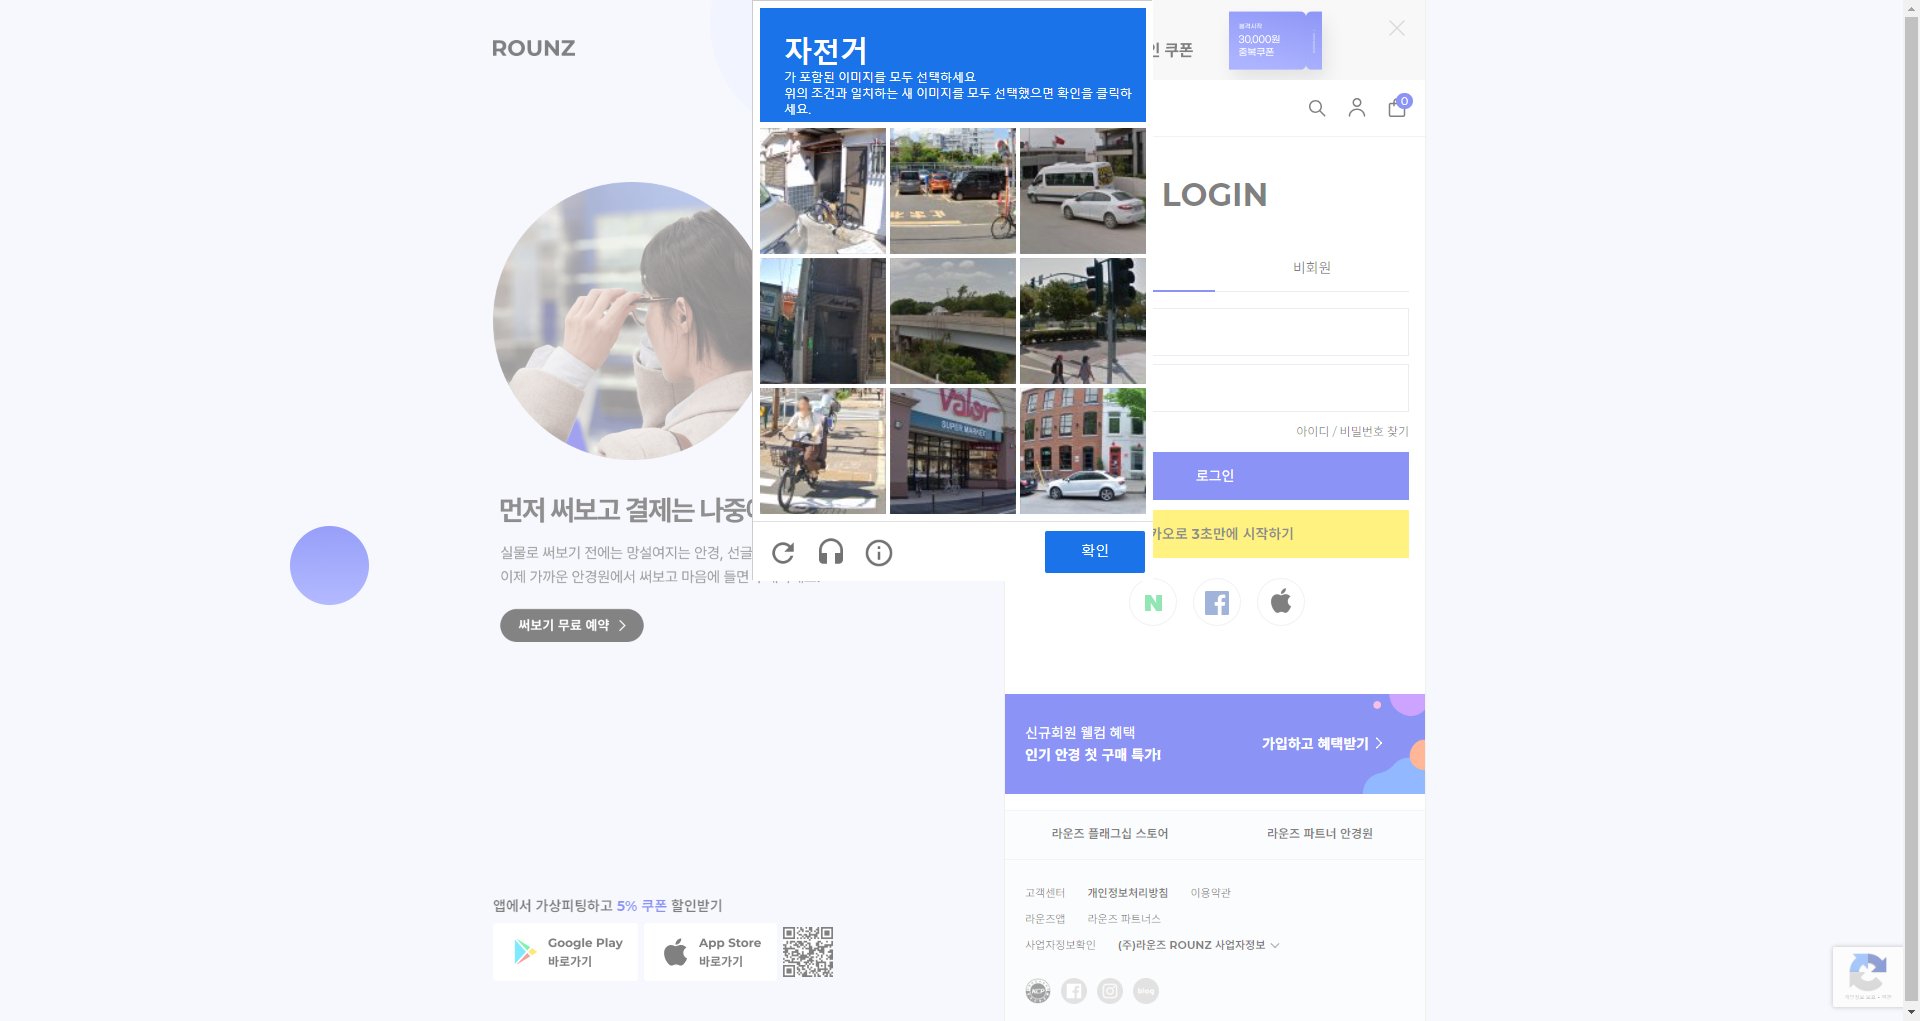 ROUNZ
자전거
가 포함된 이미지를 모두 선택하세요
위의 조건과 일치하는 새 이미지를 모두 선택했으면 확인을 클릭하
세요.
인 쿠폰
30,000원
중복쿠폰
0
LOGIN
비회원
아이디 / 비밀번호 찾기
로그인
카오로 3초만에 시작하기
Valor
SUPER MARKET
확인
먼저 써보고 결제는 나중에
실물로 써보기 전에는 망설여지는 안경, 선글
이제 가까운 안경원에서 써보고 마음에 들면
써보기 무료 예약
신규회원 웰컴 혜택
인기 안경 첫 구매 특가!
가입하고 혜택받기
라운즈 플래그십 스토어
라운즈 파트너 안경원
고객센터 개인정보처리방침 이용약관
라운즈앱 라운즈 파트너스
사업자정보확인 (주)라운즈 ROUNZ 사업자정보
blog
앱에서 가상피팅하고 5% 쿠폰 할인받기
Google Play
바로가기
App Store
바로가기